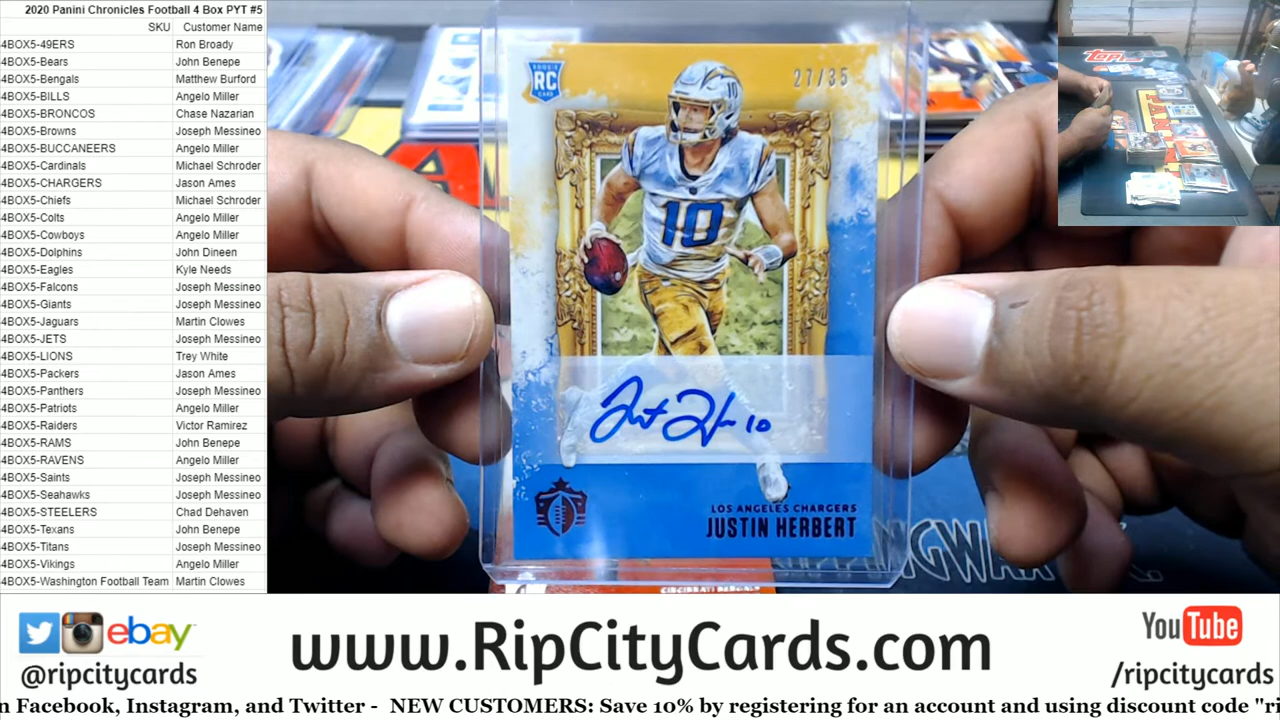 2020 Panini Chronicles Football 4 Box PYT #5
SKU Customer Name
4BOX5-49ERS Ron Broady
4BOX5-Bears John Benepe
4BOX5-Bengals Matthew Burford
4BOX5-BILLS Angelo Miller
4BOX5-BRONCOS Chase Nazarian
4BOX5-Browns Joseph Messineo
4BOX5-BUCCANEERS Angelo Miller
4BOX5-Cardinals Michael Schroder
4BOX5-CHARGERS Jason Ames
4BOX5-Chiefs Michael Schroder
4BOX5-Colts Angelo Miller
4BOX5-Cowboys Angelo Miller
4BOX5-Dolphins John Dineen
4BOX5-Eagles Kyle Needs
4BOX5-Falcons Joseph Messineo
4BOX5-Giants Joseph Messineo
4BOX5-Jaguars Martin Clowes
4BOX5-JETS Joseph Messineo
4BOX5-LIONS Trey White
4BOX5-Packers Jason Ames
4BOX5-Panthers Joseph Messineo
4BOX5-Patriots Angelo Miller
4BOX5-Raiders Victor Ramirez
4BOX5-RAMS John Benepe
4BOX5-RAVENS Angelo Miller
4BOX5-Saints Joseph Messineo
4BOX5-Seahawks Joseph Messineo
4BOX5-STEELERS Chad Dehaven
4BOX5-Texans John Benepe
4BOX5-Titans Joseph Messineo
4BOX5-Vikings Angelo Miller
4BOX5-Washington Football Team Martin Clowes
ROOKIE
RC
CARD
27/35
10
10
LOS ANGELES CHARGERS
JUSTIN HERBERT
Topps
ebay
@ripcitycards
www.RipCityCards.com
YouTube
/ripcitycards
n Facebook, Instagram, and Twitter - NEW CUSTOMERS: Save 10% by registering for an account and using discount code "ri